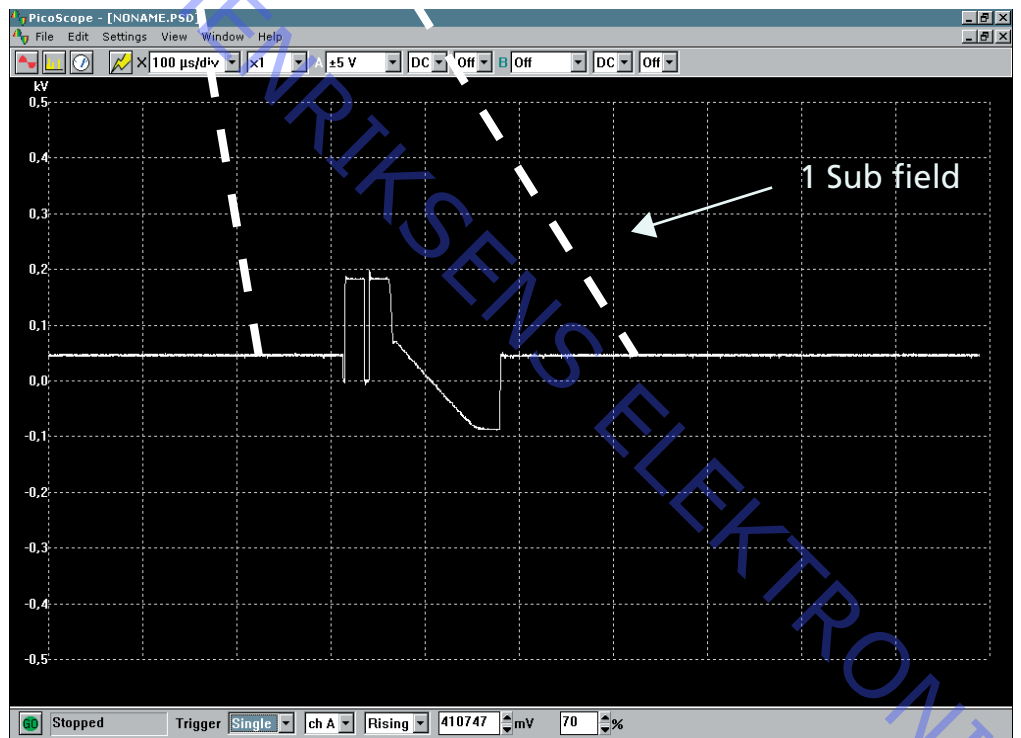 PicoScope - [NONAME.PSD]
File Edit Settings View Window Help
X 100 µs/div x1 A ±5 V DC Off B Off DC Off
kV
0,5
0,4
1 Sub field
0,3
0,2
0,1
0,0
-0,1
-0,2
-0,3
-0,4
-0,5
ENRIKSENS ELEKTRONI
GO Stopped Trigger Single ch A Rising 410747 mV 70 %